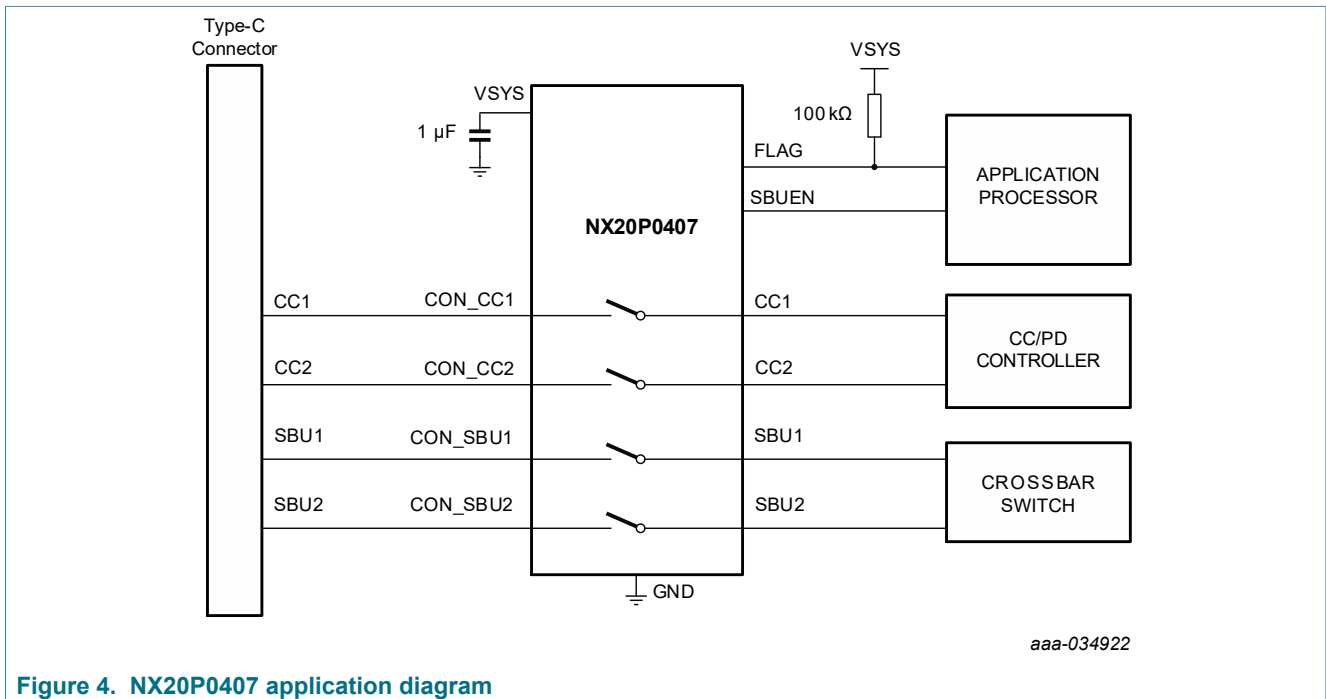 Type-C
Connector
VSYS
VSYS
1 µF
100 kΩ
FLAG
SBUEN
APPLICATION
PROCESSOR
NX20P0407
CC1
CON_CC1
CC1
CC2
CON_CC2
CC2
CC/PD
CONTROLLER
SBU1
CON_SBU1
SBU1
SBU2
CON_SBU2
SBU2
CROSSBAR
SWITCH
GND
aaa-034922
Figure 4. NX20P0407 application diagram